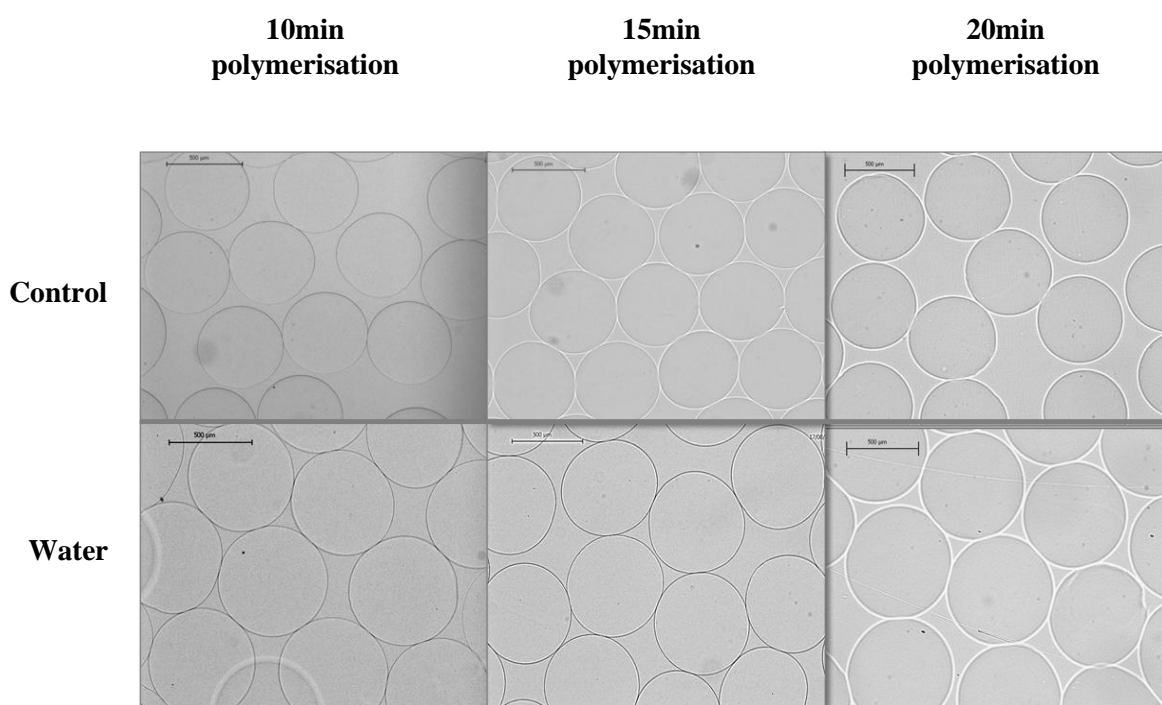 10min
polymerisation
15min
polymerisation
20min
polymerisation
Control
500 µm
500 µm
500 µm
Water
500 µm
500 µm
500 µm